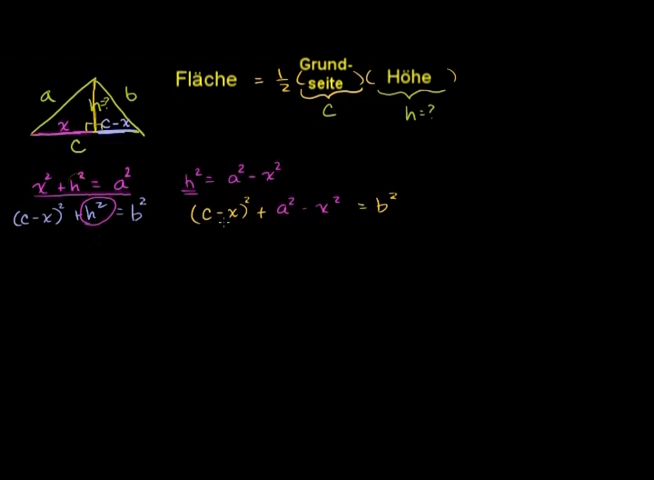 Fläche = 1/2 (Grund-seite)(Höhe)
c
h=?
a
b
h?
x
c-x
c
x² + h² = a²
h² = a² - x²
(c-x)² + h² = b²
(c-x)² + a² - x² = b²